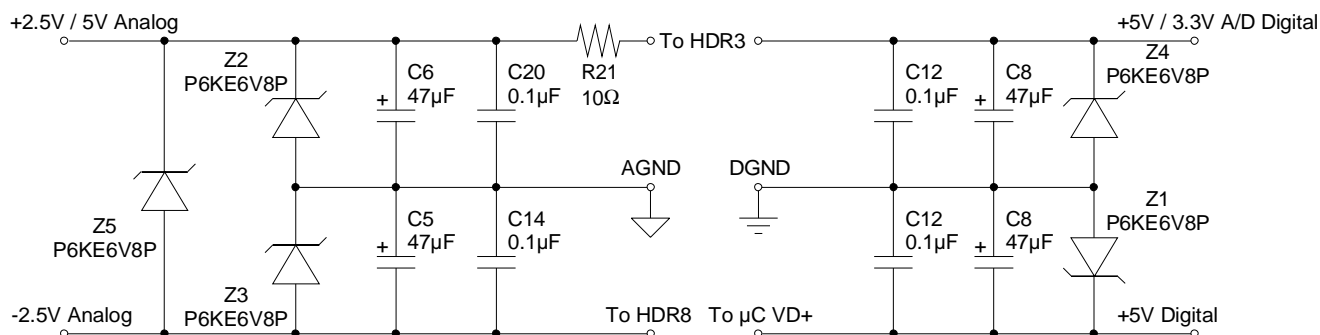 +2.5V / 5V Analog
+5V / 3.3V A/D Digital
To HDR3
Z2
P6KE6V8P
C6
47µF
+
C20
0.1µF
R21
10Ω
C12
0.1µF
C8
47µF
+
Z4
P6KE6V8P
AGND
DGND
Z5
P6KE6V8P
C5
47µF
+
C14
0.1µF
C12
0.1µF
C8
47µF
+
Z1
P6KE6V8P
Z3
P6KE6V8P
-2.5V Analog
To HDR8
To µC VD+
+5V Digital